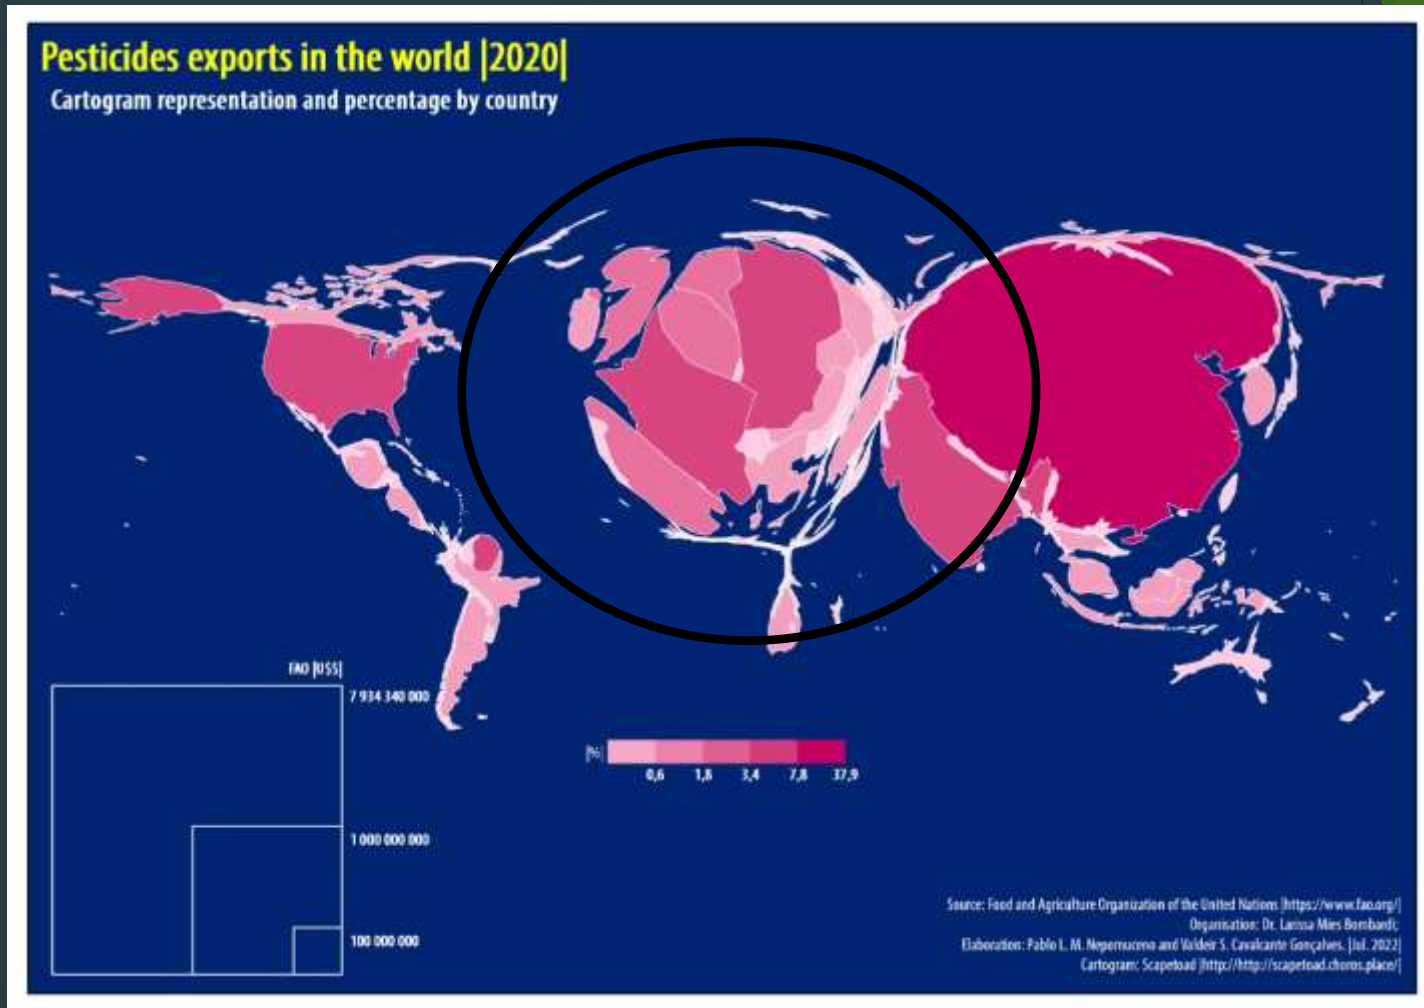 Pesticides exports in the world |2020|
Cartogram representation and percentage by country
FAO |US$|
7 934 340 000
1 000 000 000
100 000 000
|%|
0,6 1,8 3,4 7,8 37,9
Source: Food and Agriculture Organization of the United Nations |https://www.fao.org/|
Organisation: Dr. Larissa Mies Bombardi;
Elaboration: Pablo L. M. Nepomuceno and Valdeir S. Cavalcante Gonçalves. |Jul. 2022|
Cartogram: Scapetoad |http://http://scapetoad.choros.place/|